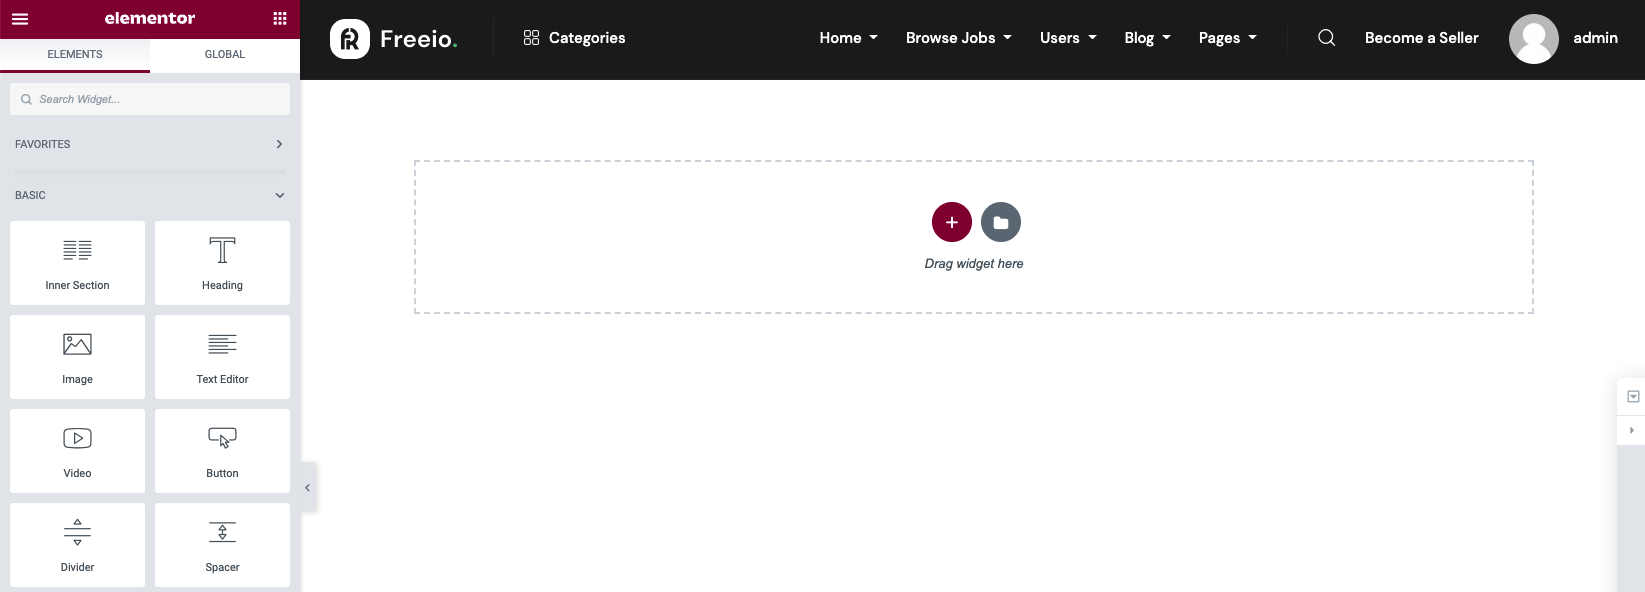 elementor
ELEMENTS
GLOBAL
Search Widget...
FAVORITES
BASIC
Inner Section
Heading
Image
Text Editor
Video
Button
Divider
Spacer
Freeio.
Categories
Home
Browse Jobs
Users
Blog
Pages
Become a Seller
admin
Drag widget here